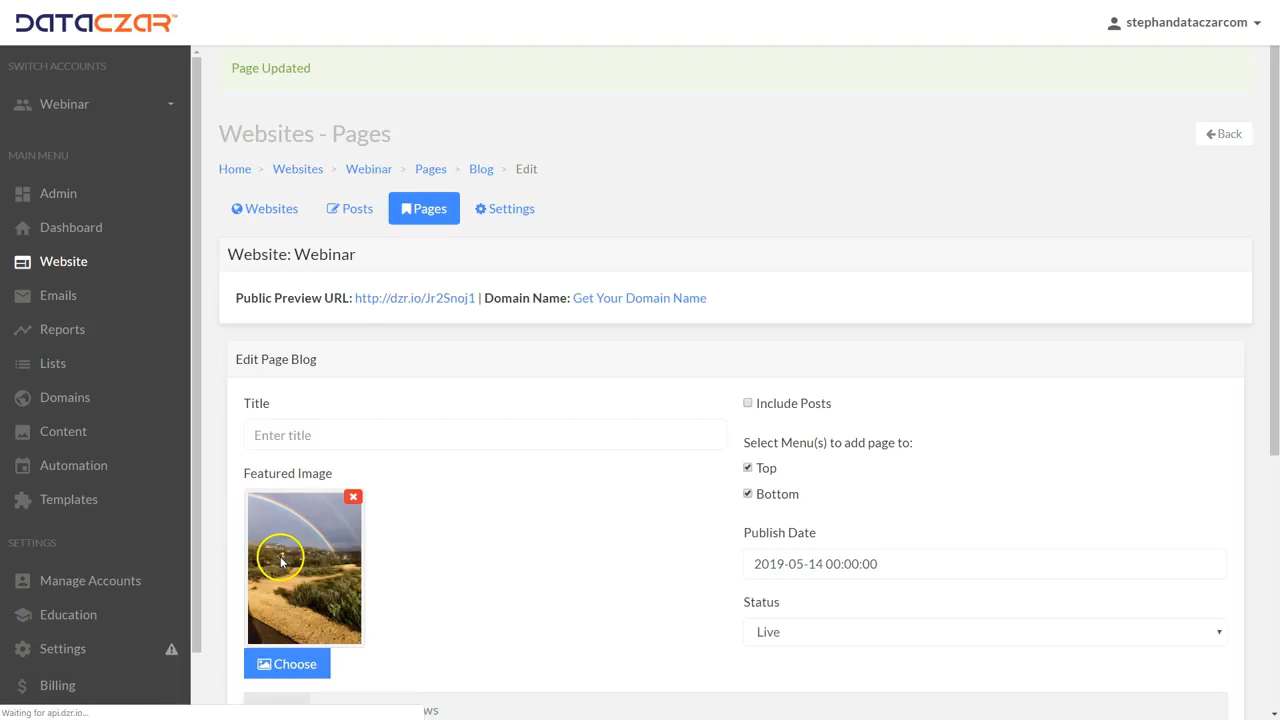 DATACZAR™
stephandataczarcom
SWITCH ACCOUNTS
Webinar
MAIN MENU
Admin
Dashboard
Website
Emails
Reports
Lists
Domains
Content
Automation
Templates
SETTINGS
Manage Accounts
Education
Settings
Billing
Page Updated
Websites - Pages
Back
Home > Websites > Webinar > Pages > Blog > Edit
Websites Posts Pages Settings
Website: Webinar
Public Preview URL: http://dzr.io/Jr2Snoj1 | Domain Name: Get Your Domain Name
Edit Page Blog
Title
Enter title
Featured Image
Choose
Include Posts
Select Menu(s) to add page to:
Top
Bottom
Publish Date
2019-05-14 00:00:00
Status
Live
Waiting for api.dzr.io...